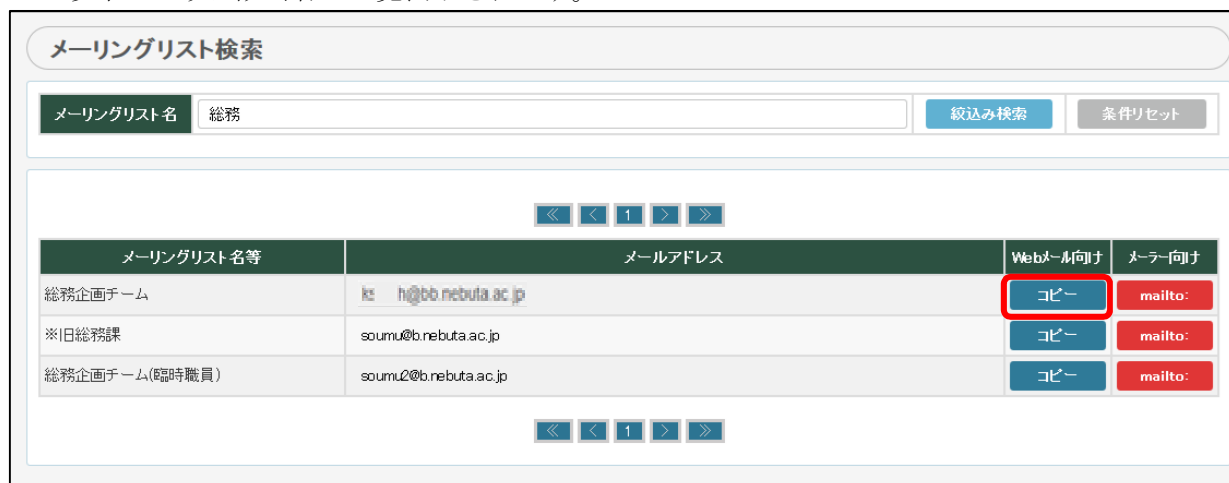 メーリングリスト検索
メーリングリスト名 総務 絞込み検索 条件リセット
≪ < 1 > ≫
メーリングリスト名等 メールアドレス Webメール向け メーラー向け
総務企画チーム h@bb.nebuta.ac.jp コピー mailto:
※旧総務課 soumu@b.nebuta.ac.jp コピー mailto:
総務企画チーム(臨時職員) soumu2@b.nebuta.ac.jp コピー mailto:
≪ < 1 > ≫